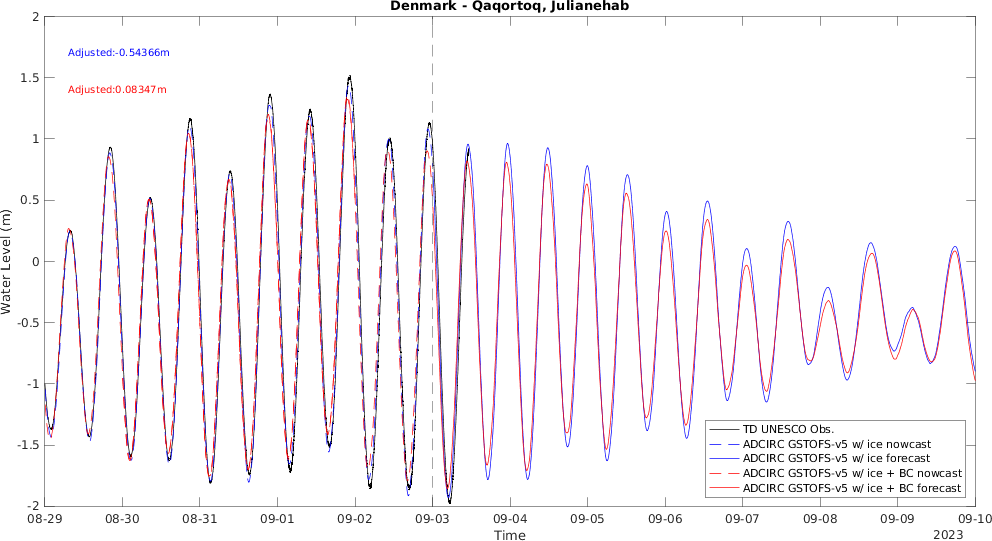 Denmark - Qaqortoq, Julianehab
Adjusted:-0.54366m
Adjusted:0.08347m
Water Level (m)
2
1.5
1
0.5
0
-0.5
-1
-1.5
-2
08-29 08-30 08-31 09-01 09-02 09-03 09-04 09-05 09-06 09-07 09-08 09-09 09-10
Time
2023
TD UNESCO Obs.
ADCIRC GSTOFS-v5 w/ ice nowcast
ADCIRC GSTOFS-v5 w/ ice forecast
ADCIRC GSTOFS-v5 w/ ice + BC nowcast
ADCIRC GSTOFS-v5 w/ ice + BC forecast